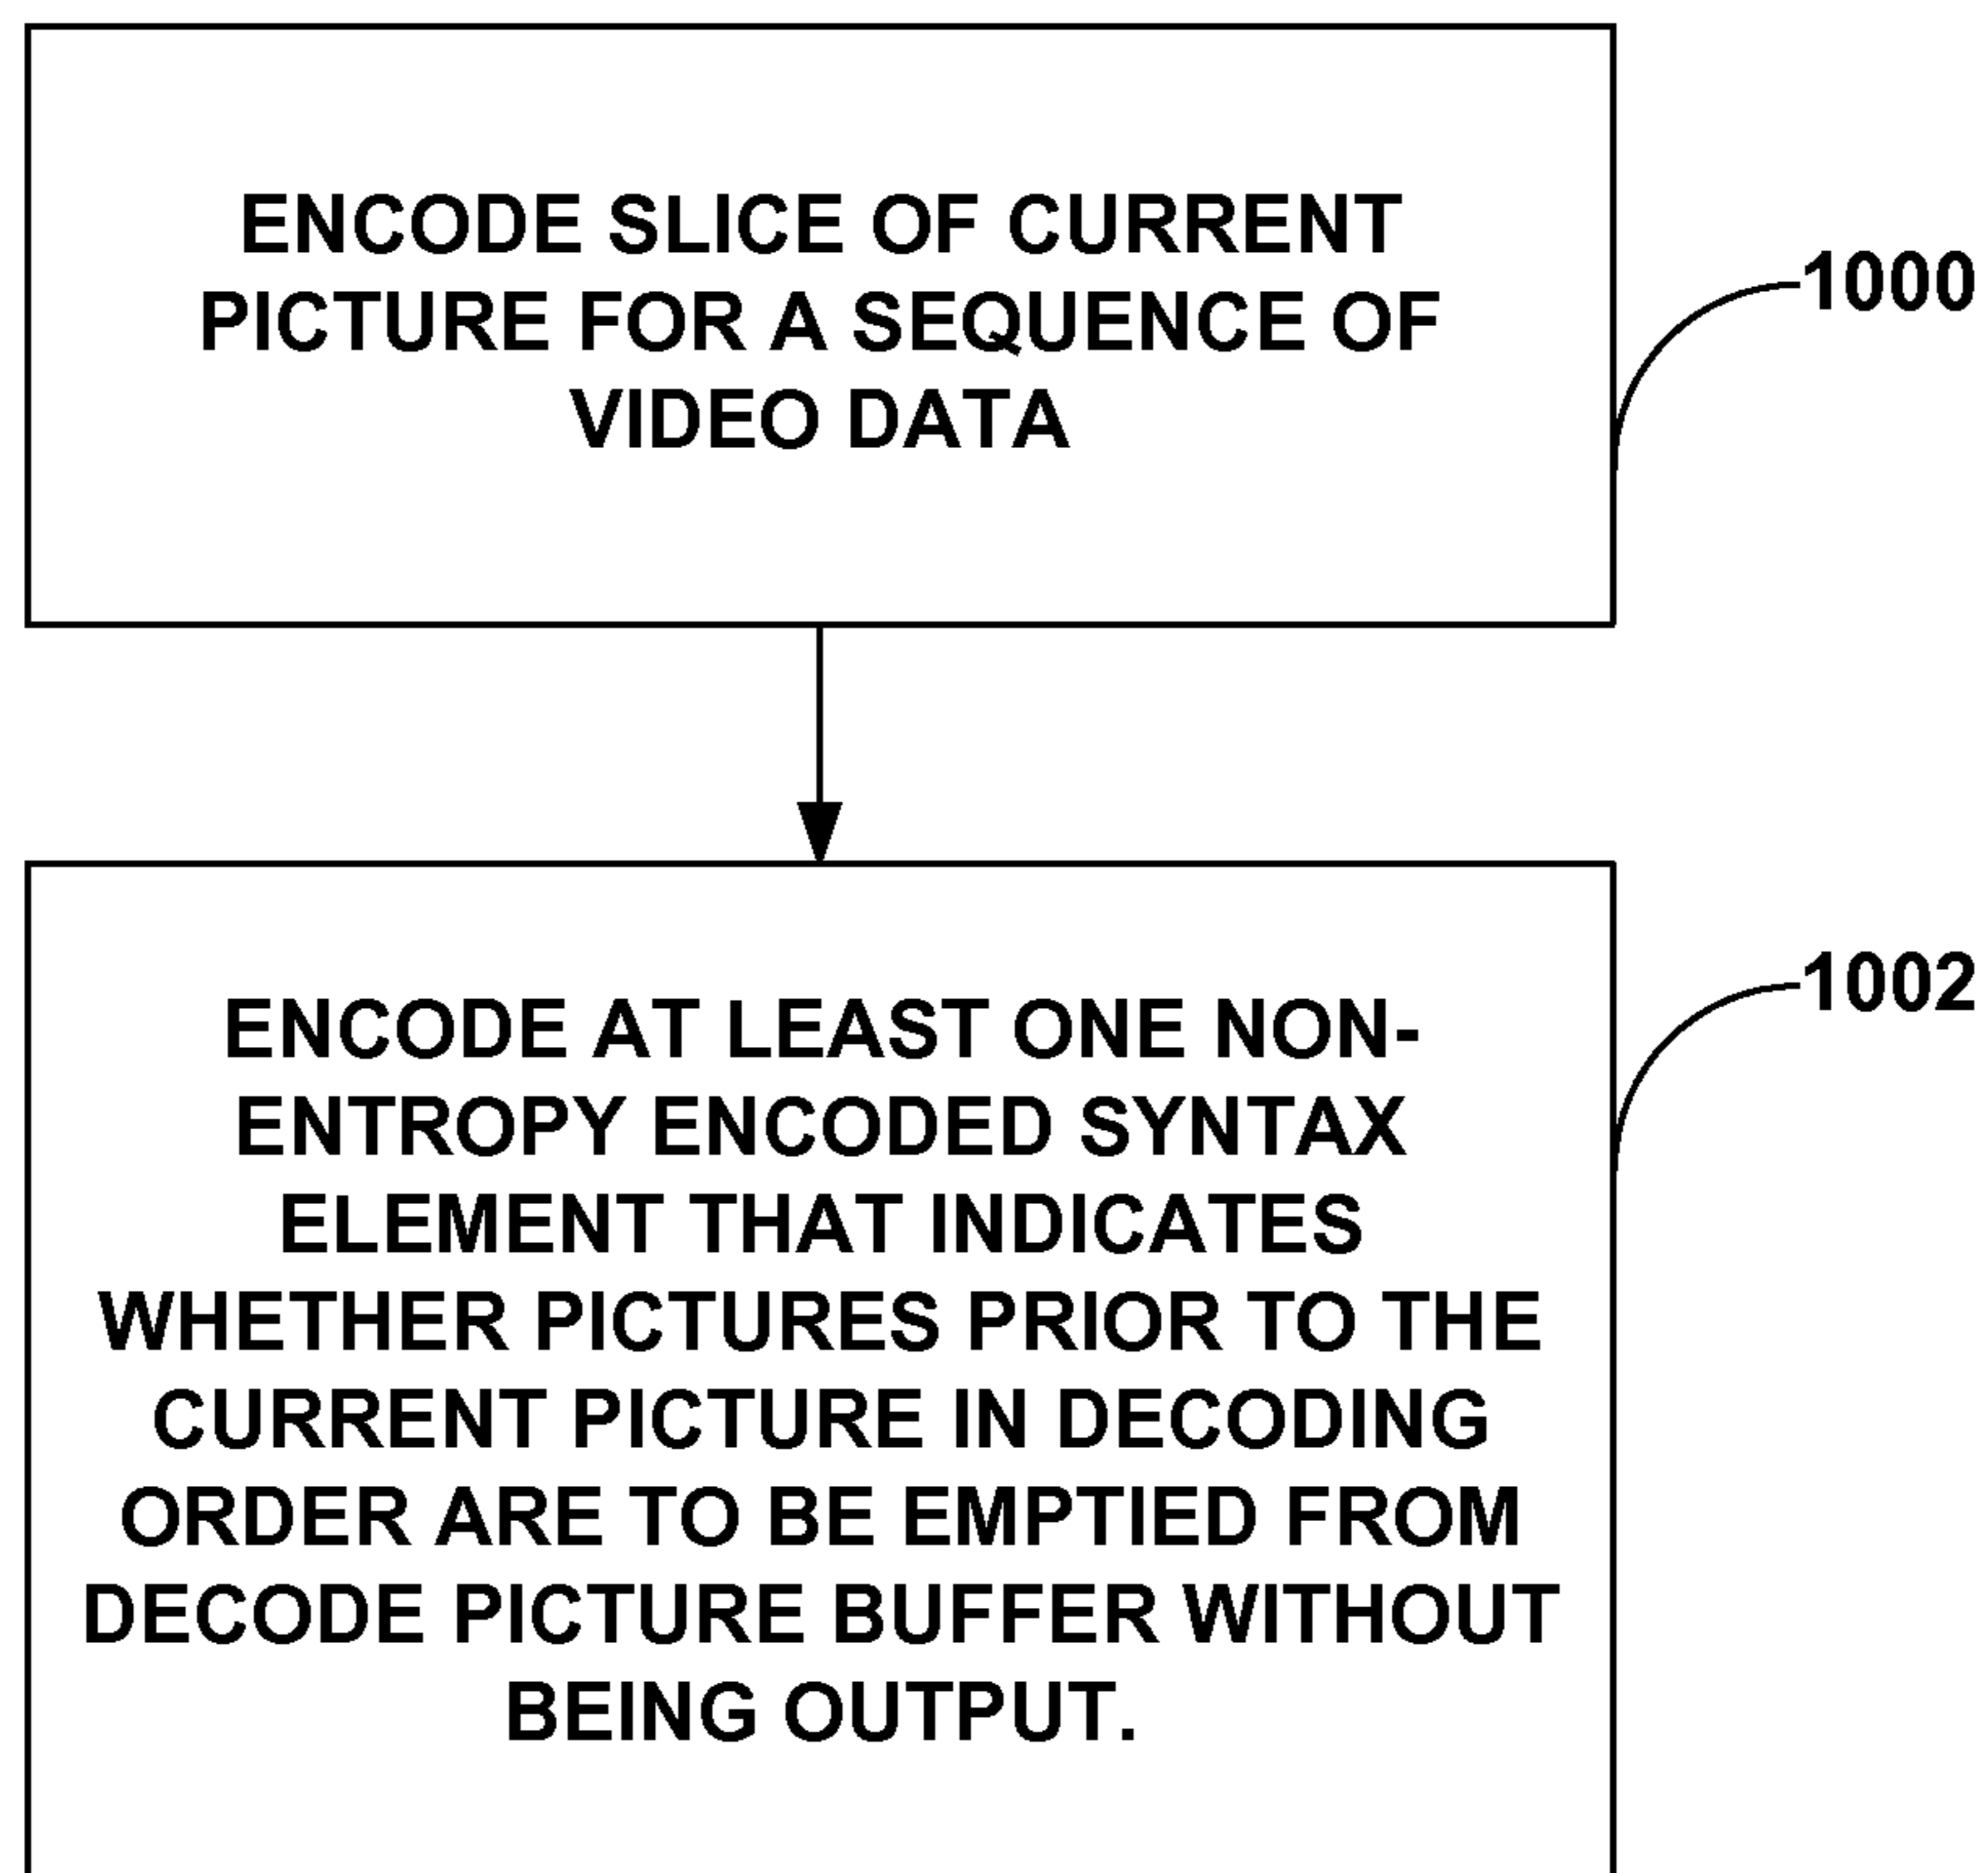 ENCODE SLICE OF CURRENT
PICTURE FOR A SEQUENCE OF
VIDEO DATA
1000
ENCODE AT LEAST ONE NON-
ENTROPY ENCODED SYNTAX
ELEMENT THAT INDICATES
WHETHER PICTURES PRIOR TO THE
CURRENT PICTURE IN DECODING
ORDER ARE TO BE EMPTIED FROM
DECODE PICTURE BUFFER WITHOUT
BEING OUTPUT.
1002